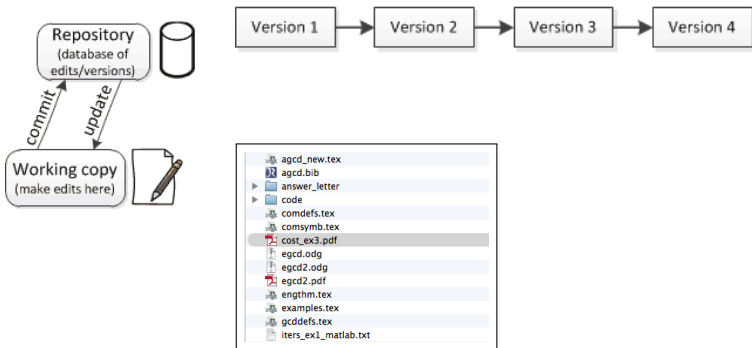 Repository
(database of
edits/versions)
commit
update
Working copy
(make edits here)
Version 1
Version 2
Version 3
Version 4
agcd_new.tex
agcd.bib
answer_letter
code
comdefs.tex
comsymb.tex
cost_ex3.pdf
egcd.odg
egcd2.odg
egcd2.pdf
engthm.tex
examples.tex
gcddefs.tex
iters_ex1_matlab.txt